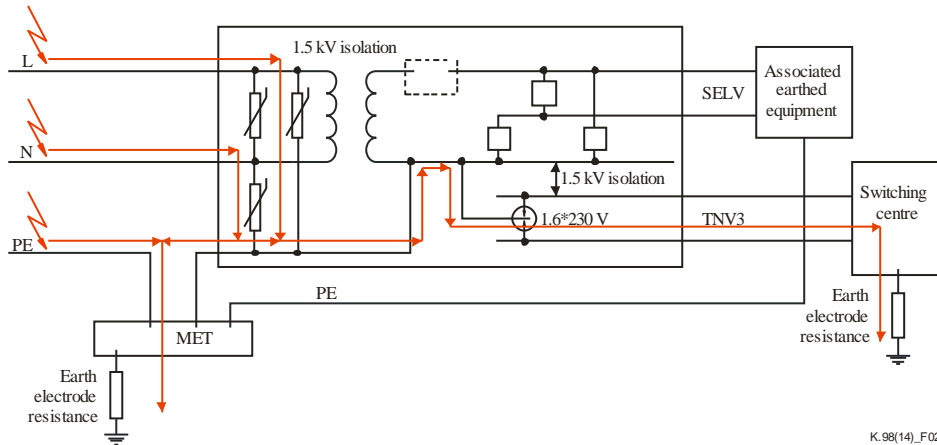 1.5 kV isolation
L
N
PE
SELV
Associated
earthed
equipment
1.5 kV isolation
1.6*230 V
TNV3
Switching
centre
PE
MET
Earth
electrode
resistance
Earth
electrode
resistance
K.98(14)_F02